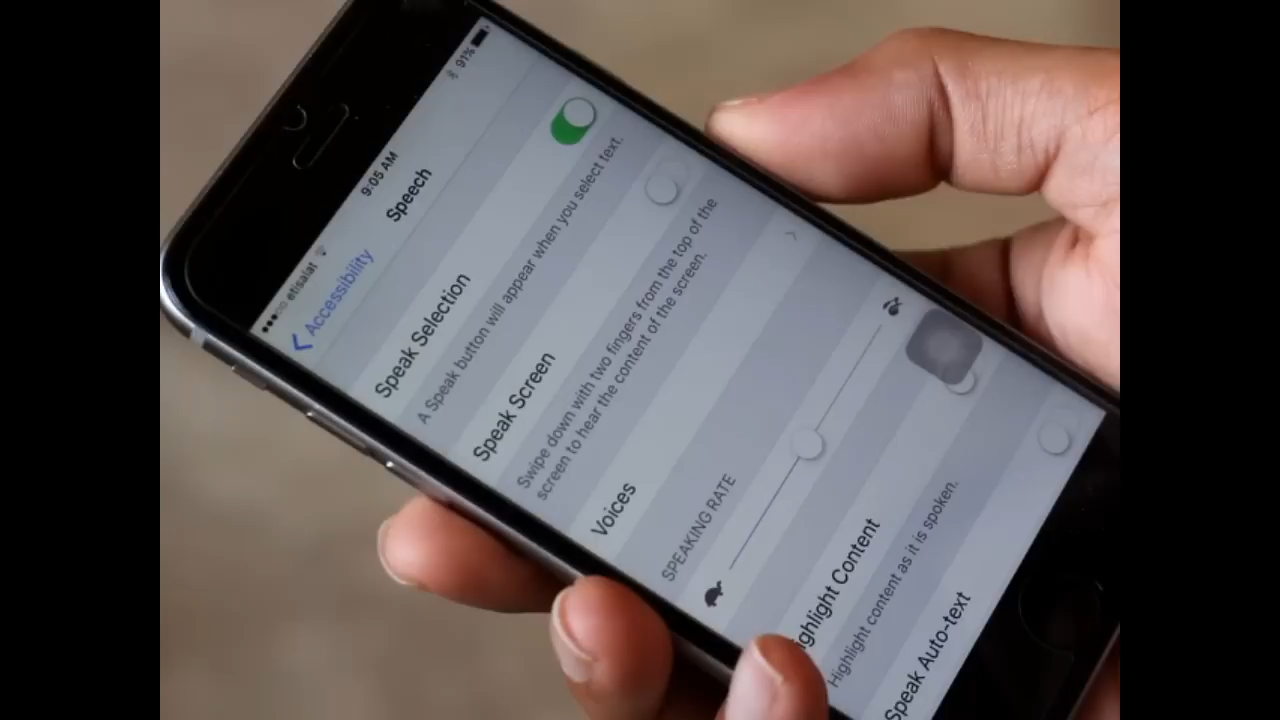 etisalat 9:05 AM 91%
Accessibility Speech
Speak Selection
A Speak button will appear when you select text.
Speak Screen
Swipe down with two fingers from the top of the
screen to hear the content of the screen.
Voices
SPEAKING RATE
ighlight Content
Highlight content as it is spoken.
Speak Auto-text